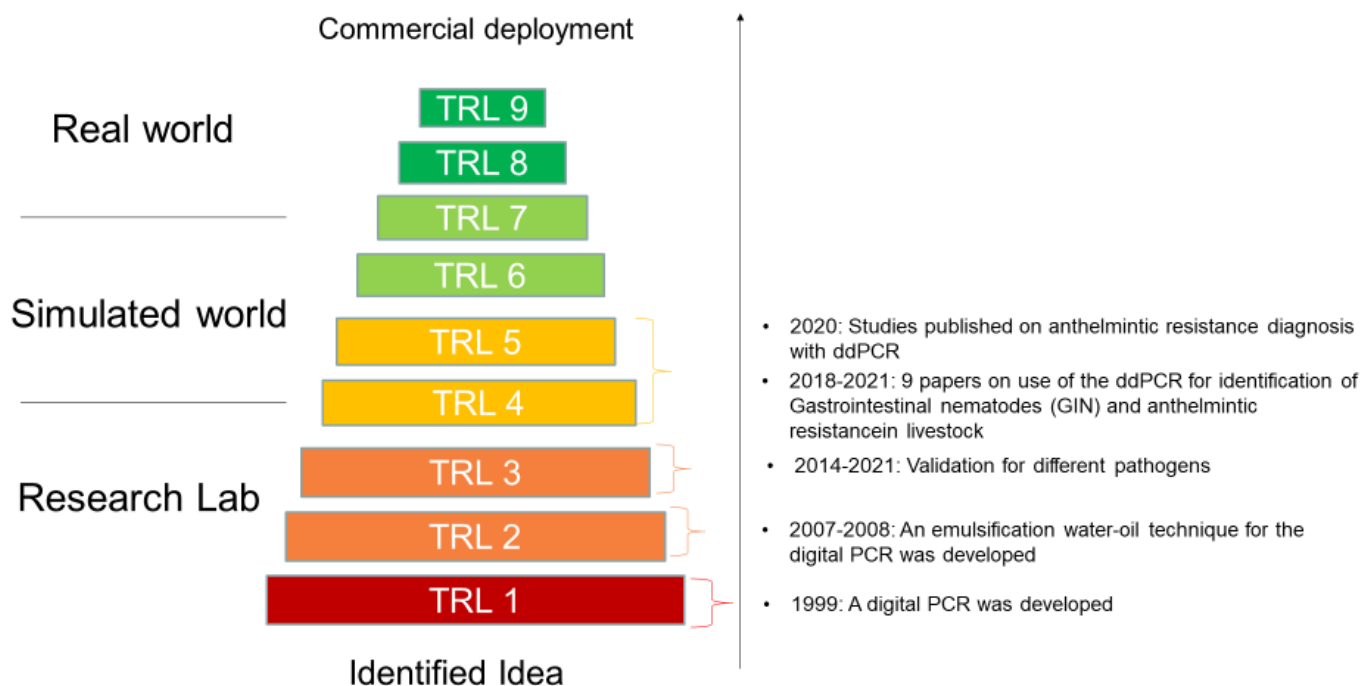 Commercial deployment
Real world
TRL 9
TRL 8
TRL 7
Simulated world
TRL 6
TRL 5
TRL 4
Research Lab
TRL 3
TRL 2
TRL 1
Identified Idea
• 2020: Studies published on anthelmintic resistance diagnosis
with ddPCR
• 2018-2021: 9 papers on use of the ddPCR for identification of
Gastrointestinal nematodes (GIN) and anthelmintic
resistancein livestock
• 2014-2021: Validation for different pathogens
• 2007-2008: An emulsification water-oil technique for the
digital PCR was developed
• 1999: A digital PCR was developed